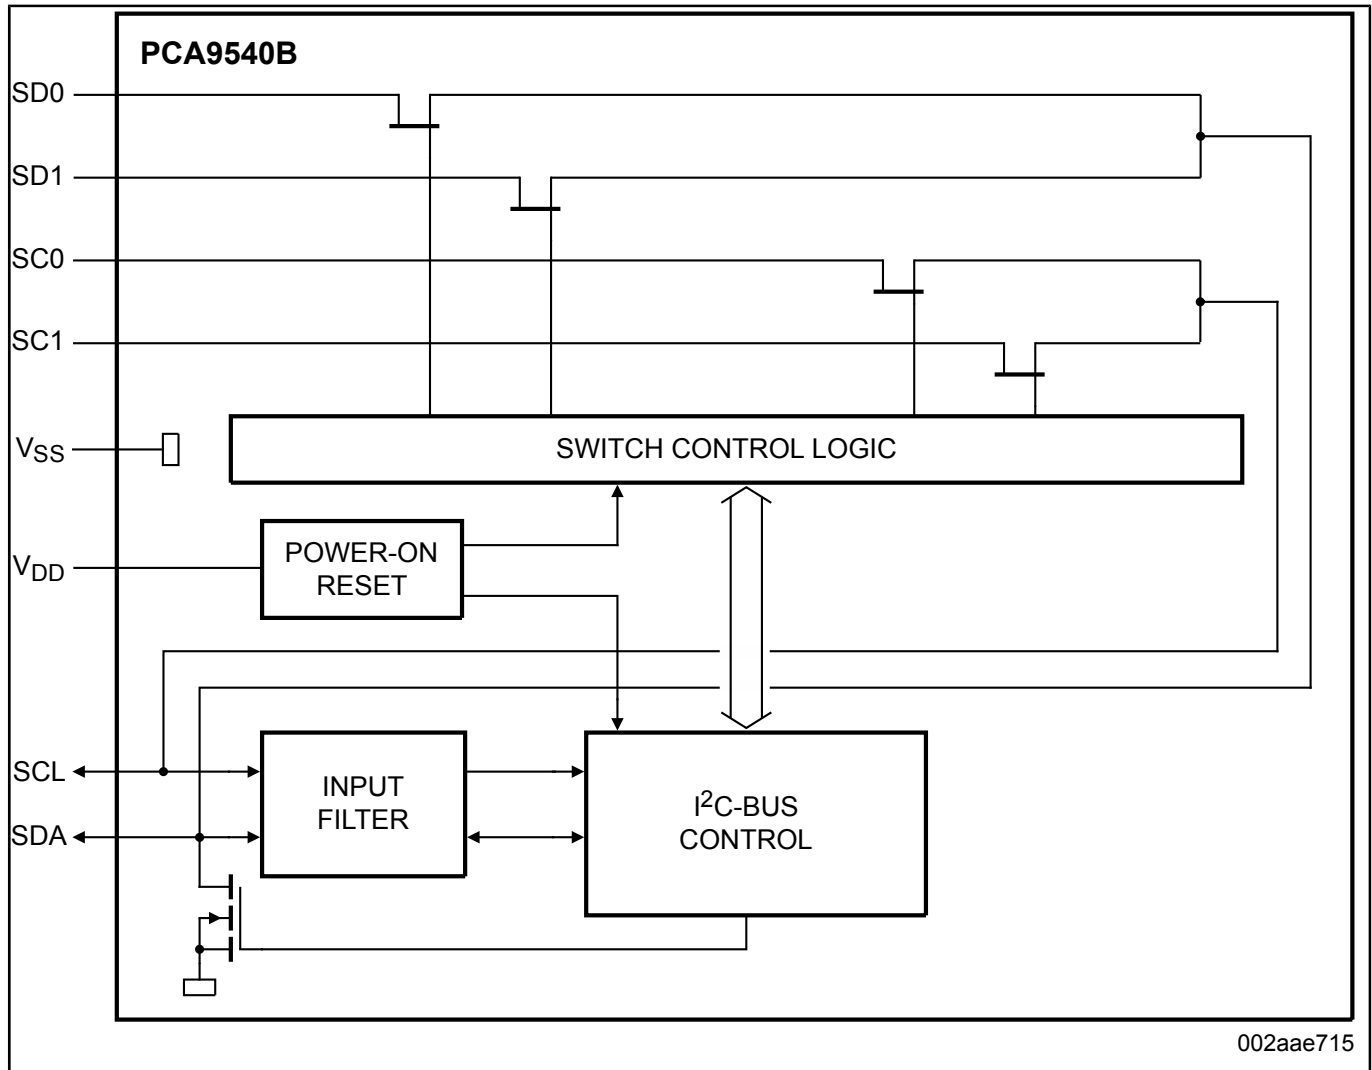 PCA9540B
SD0
SD1
SC0
SC1
VSS
SWITCH CONTROL LOGIC
VDD
POWER-ON
RESET
SCL
SDA
INPUT
FILTER
I²C-BUS
CONTROL
002aae715